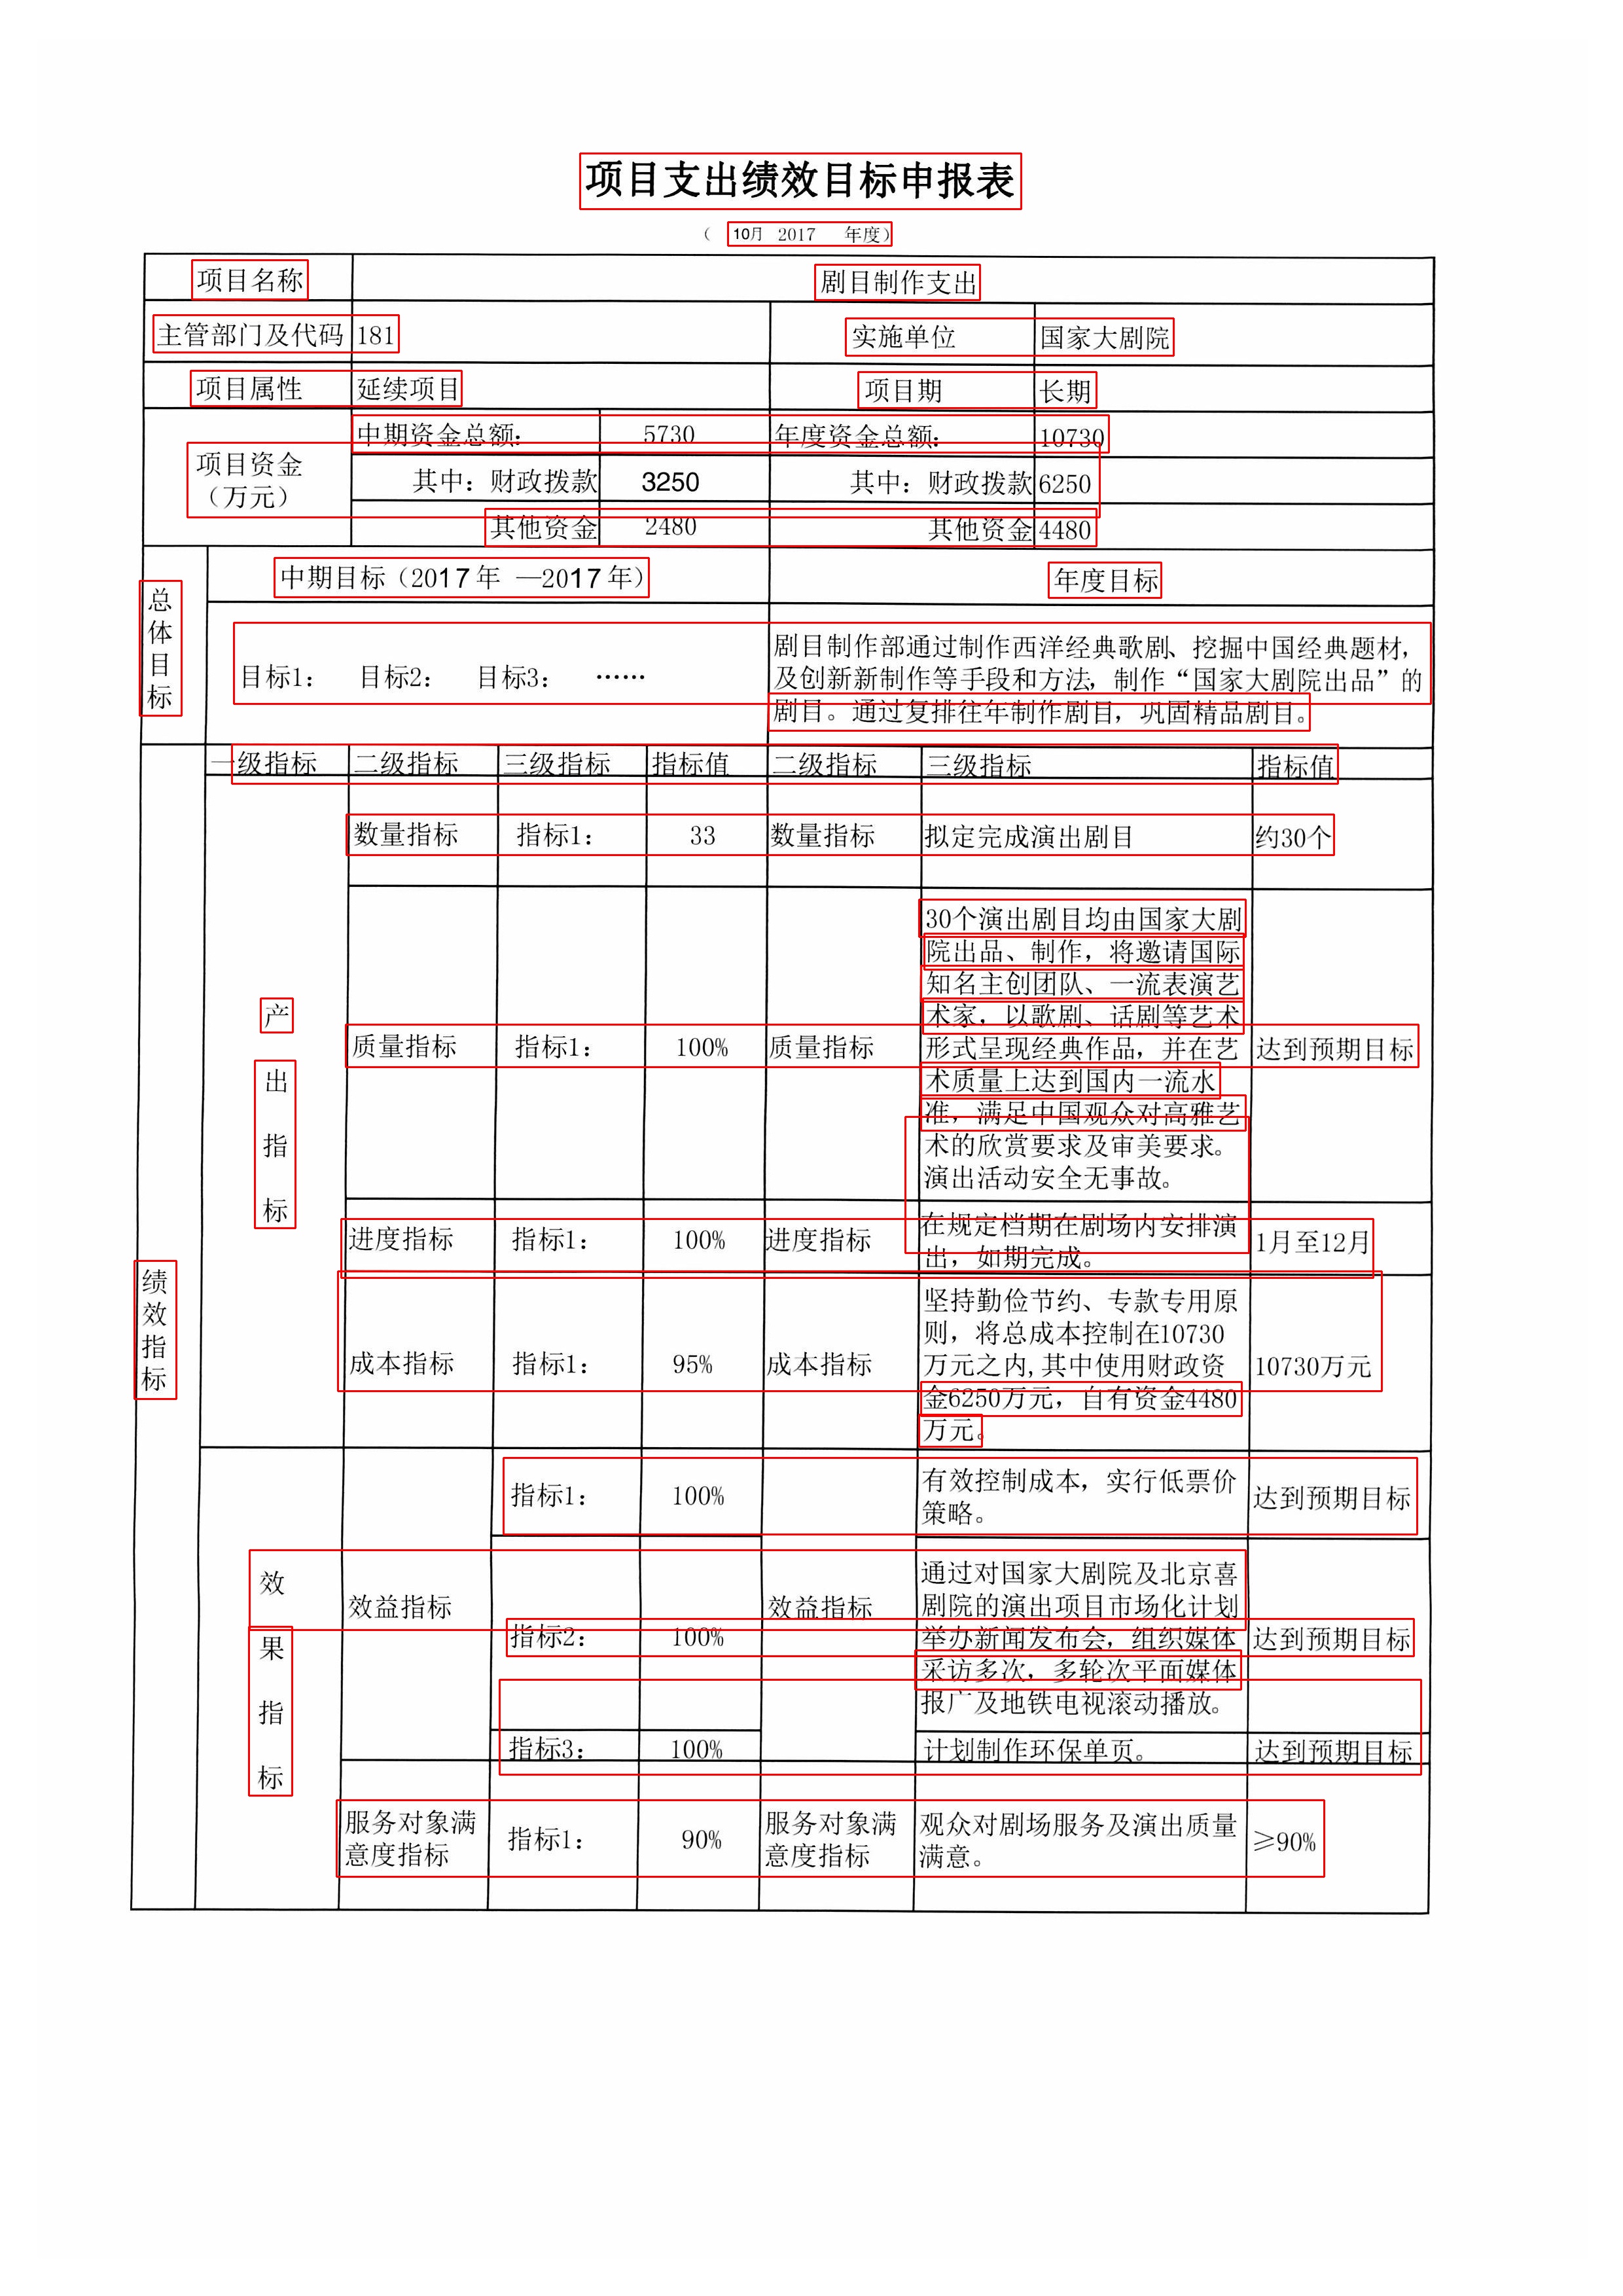 项目支出绩效目标申报表
（ 10月 2017 年度）
项目名称 剧目制作支出
主管部门及代码 181 实施单位 国家大剧院
项目属性 延续项目 项目期 长期
项目资金
（万元）
中期资金总额： 5730 年度资金总额： 10730
其中：财政拨款 3250 其中：财政拨款 6250
其他资金 2480 其他资金 4480
总体目标
中期目标（2017年 —2017年） 年度目标
目标1： 目标2： 目标3： ……
剧目制作部通过制作西洋经典歌剧、挖掘中国经典题材，
及创新新制作等手段和方法，制作“国家大剧院出品”的
剧目。通过复排往年制作剧目，巩固精品剧目。
绩效指标
一级指标 二级指标 三级指标 指标值 二级指标 三级指标 指标值
产出指标
数量指标 指标1： 33 数量指标 拟定完成演出剧目 约30个
质量指标 指标1： 100% 质量指标
30个演出剧目均由国家大剧
院出品、制作，将邀请国际
知名主创团队、一流表演艺
术家，以歌剧、话剧等艺术
形式呈现经典作品，并在艺
术质量上达到国内一流水
准，满足中国观众对高雅艺
术的欣赏要求及审美要求。
演出活动安全无事故。
达到预期目标
进度指标 指标1： 100% 进度指标
在规定档期在剧场内安排演
出，如期完成。
1月至12月
成本指标 指标1： 95% 成本指标
坚持勤俭节约、专款专用原
则，将总成本控制在10730
万元之内,其中使用财政资
金6250万元，自有资金4480
万元。
10730万元
效果指标
效益指标
指标1： 100% 效益指标
有效控制成本，实行低票价
策略。
达到预期目标
指标2： 100%
通过对国家大剧院及北京喜
剧院的演出项目市场化计划
举办新闻发布会，组织媒体
采访多次，多轮次平面媒体
报广及地铁电视滚动播放。
达到预期目标
指标3： 100% 计划制作环保单页。 达到预期目标
服务对象满
意度指标
指标1： 90%
服务对象满
意度指标
观众对剧场服务及演出质量
满意。
≥90%